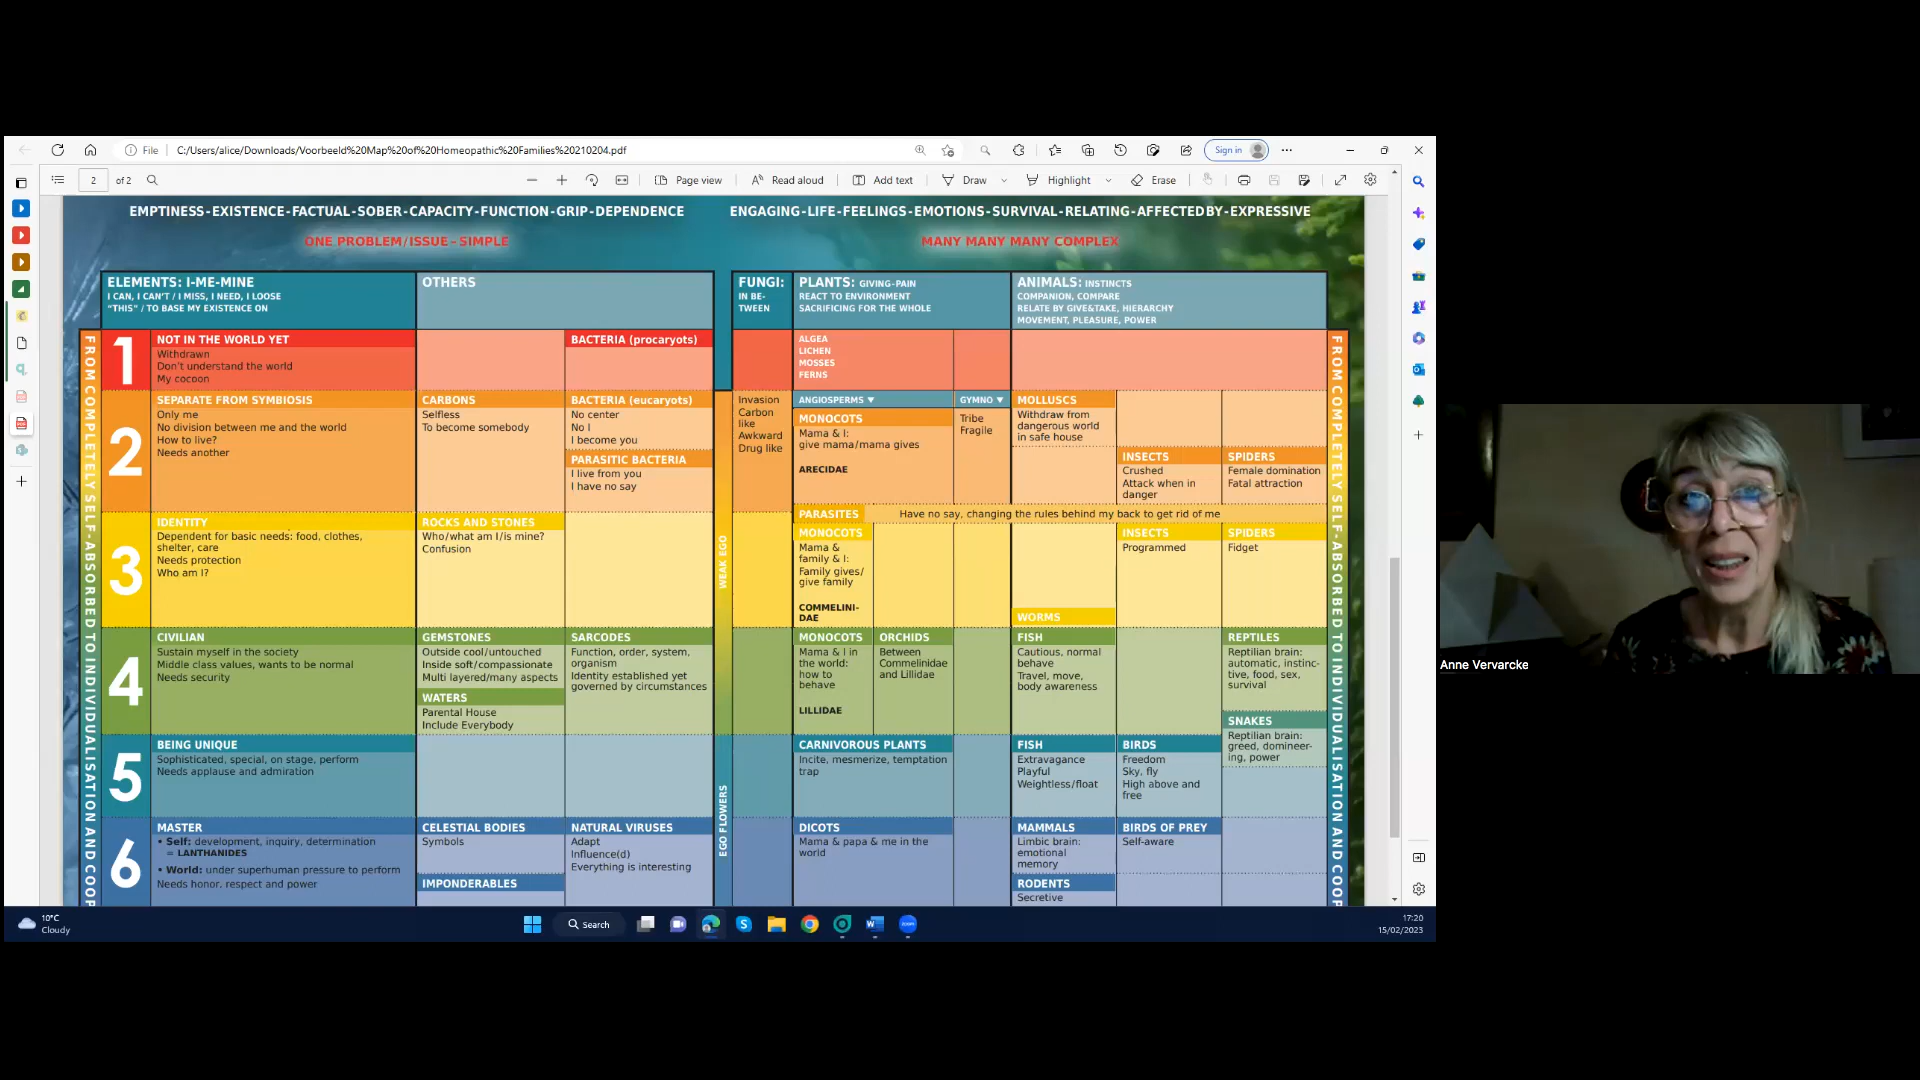 File
C:/Users/alice/Downloads/Voorbeeld%20Map%20of%20Homeopathic%20Families%20210204.pdf
Sign in
2 of 2
Page view
Read aloud
Add text
Draw
Highlight
Erase
EMPTINESS-EXISTENCE-FACTUAL-SOBER-CAPACITY-FUNCTION-GRIP-DEPENDENCE
ENGAGING-LIFE-FEELINGS-EMOTIONS-SURVIVAL-RELATING-AFFECTED BY-EXPRESSIVE
ONE PROBLEM/ISSUE-SIMPLE
MANY MANY MANY COMPLEX
ELEMENTS: I-ME-MINE
I CAN, I CAN'T / I MISS, I NEED, I LOOSE
"THIS" / TO BASE MY EXISTENCE ON
OTHERS
FUNGI:
IN BE-
TWEEN
PLANTS: GIVING-PAIN
REACT TO ENVIRONMENT
SACRIFICING FOR THE WHOLE
ANIMALS: INSTINCTS
COMPANION, COMPARE
RELATE BY GIVE&TAKE, HIERARCHY
MOVEMENT, PLEASURE, POWER
FROM COMPLETELY SELF-ABSORBED TO INDIVIDUALISATION AND COOP
1
NOT IN THE WORLD YET
Withdrawn
Don't understand the world
My cocoon
BACTERIA (procaryots)
ALGEA
LICHEN
MOSSES
FERNS
2
SEPARATE FROM SYMBIOSIS
Only me
No division between me and the world
How to live?
Needs another
CARBONS
Selfless
To become somebody
BACTERIA (eucaryots)
No center
No I
I become you
PARASITIC BACTERIA
I live from you
I have no say
Invasion
Carbon
like
Awkward
Drug like
ANGIOSPERMS ▼
MONOCOTS
Mama & I:
give mama/mama gives
ARECIDAE
GYMNO ▼
Tribe
Fragile
MOLLUSCS
Withdraw from
dangerous world
in safe house
INSECTS
Crushed
Attack when in
danger
SPIDERS
Female domination
Fatal attraction
PARASITES
Have no say, changing the rules behind my back to get rid of me
3
IDENTITY
Dependent for basic needs: food, clothes,
shelter, care
Needs protection
Who am I?
ROCKS AND STONES
Who/what am I/is mine?
Confusion
WEAK EGO
MONOCOTS
Mama &
family & I:
Family gives/
give family
COMMELINI-
DAE
WORMS
INSECTS
Programmed
SPIDERS
Fidget
4
CIVILIAN
Sustain myself in the society
Middle class values, wants to be normal
Needs security
GEMSTONES
Outside cool/untouched
Inside soft/compassionate
Multi layered/many aspects
WATERS
Parental House
Include Everybody
SARCODES
Function, order, system,
organism
Identity established yet
governed by circumstances
MONOCOTS
Mama & I in
the world:
how to
behave
LILLIDAE
ORCHIDS
Between
Commelinidae
and Lillidae
FISH
Cautious, normal
behave
Travel, move,
body awareness
REPTILES
Reptilian brain:
automatic, instinc-
tive, food, sex,
survival
SNAKES
Reptilian brain:
greed, domineer-
ing, power
5
BEING UNIQUE
Sophisticated, special, on stage, perform
Needs applause and admiration
EGO FLOWERS
CARNIVOROUS PLANTS
Incite, mesmerize, temptation
trap
FISH
Extravagance
Playful
Weightless/float
BIRDS
Freedom
Sky, fly
High above and
free
6
MASTER
• Self: development, inquiry, determination
= LANTHANIDES
• World: under superhuman pressure to perform
Needs honor, respect and power
CELESTIAL BODIES
Symbols
IMPONDERABLES
NATURAL VIRUSES
Adapt
Influence(d)
Everything is interesting
DICOTS
Mama & papa & me in the
world
MAMMALS
Limbic brain:
emotional
memory
RODENTS
Secretive
BIRDS OF PREY
Self-aware
FROM COMPLETELY SELF-ABSORBED TO INDIVIDUALISATION AND COOP
Anne Vervarcke
10°C
Cloudy
Search
17:20
15/02/2023